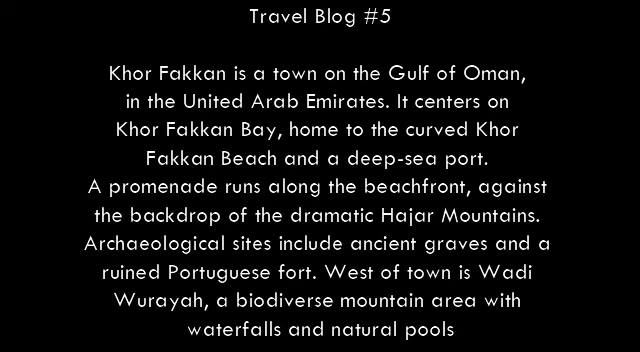 Travel Blog #5
Khor Fakkan is a town on the Gulf of Oman,
in the United Arab Emirates. It centers on
Khor Fakkan Bay, home to the curved Khor
Fakkan Beach and a deep-sea port.
A promenade runs along the beachfront, against
the backdrop of the dramatic Hajar Mountains.
Archaeological sites include ancient graves and a
ruined Portuguese fort. West of town is Wadi
Wurayah, a biodiverse mountain area with
waterfalls and natural pools